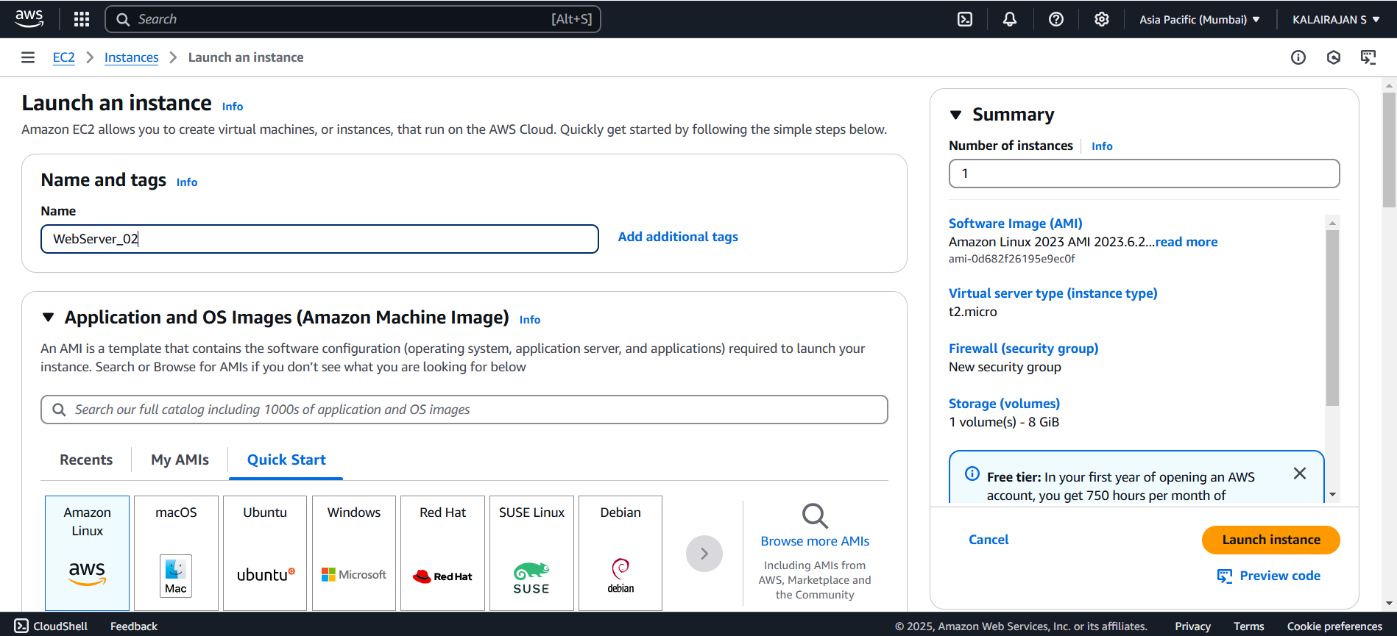 aws
Search
[Alt+S]
Asia Pacific (Mumbai)
KALAIRAJAN S
EC2
Instances
Launch an instance
Launch an instance Info
Amazon EC2 allows you to create virtual machines, or instances, that run on the AWS Cloud. Quickly get started by following the simple steps below.
Name and tags Info
Name
WebServer_02
Add additional tags
Application and OS Images (Amazon Machine Image) Info
An AMI is a template that contains the software configuration (operating system, application server, and applications) required to launch your
instance. Search or Browse for AMIs if you don't see what you are looking for below
Search our full catalog including 1000s of application and OS images
Recents
My AMIs
Quick Start
Amazon
Linux
aws
macOS
Mac
Ubuntu
ubuntu
Windows
Microsoft
Red Hat
Red Hat
SUSE Linux
SUSE
Debian
debian
Browse more AMIs
Including AMIs from
AWS, Marketplace and
the Community
Summary
Number of instances Info
1
Software Image (AMI)
Amazon Linux 2023 AMI 2023.6.2...read more
ami-0d682f26195e9ec0f
Virtual server type (instance type)
t2.micro
Firewall (security group)
New security group
Storage (volumes)
1 volume(s) - 8 GiB
Free tier: In your first year of opening an AWS
account, you get 750 hours per month of
Cancel
Launch instance
Preview code
CloudShell
Feedback
© 2025, Amazon Web Services, Inc. or its affiliates.
Privacy
Terms
Cookie preferences